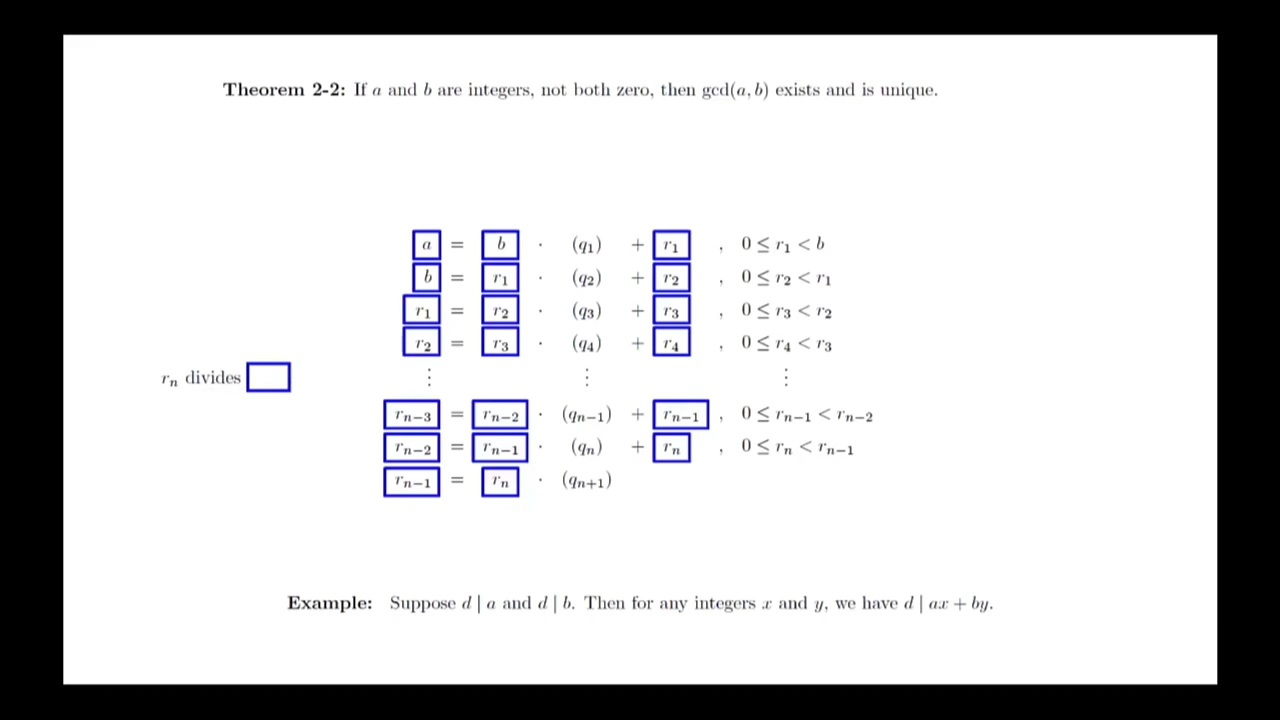 Theorem 2-2: If a and b are integers, not both zero, then gcd(a, b) exists and is unique.
a = b · (q₁) + r₁ , 0 ≤ r₁ < b
b = r₁ · (q₂) + r₂ , 0 ≤ r₂ < r₁
r₁ = r₂ · (q₃) + r₃ , 0 ≤ r₃ < r₂
r₂ = r₃ · (q₄) + r₄ , 0 ≤ r₄ < r₃
rₙ divides ⋮ ⋮ ⋮
rₙ₋₃ = rₙ₋₂ · (qₙ₋₁) + rₙ₋₁ , 0 ≤ rₙ₋₁ < rₙ₋₂
rₙ₋₂ = rₙ₋₁ · (qₙ) + rₙ , 0 ≤ rₙ < rₙ₋₁
rₙ₋₁ = rₙ · (qₙ₊₁)
Example: Suppose d | a and d | b. Then for any integers x and y, we have d | ax + by.